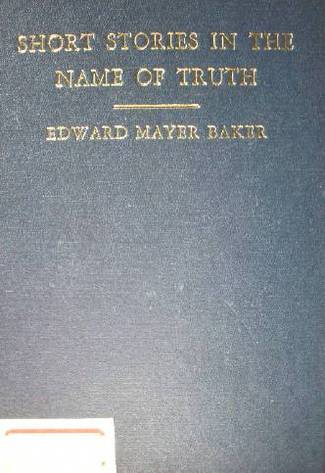 SHORT STORIES IN THE
NAME OF TRUTH
EDWARD MAYER BAKER